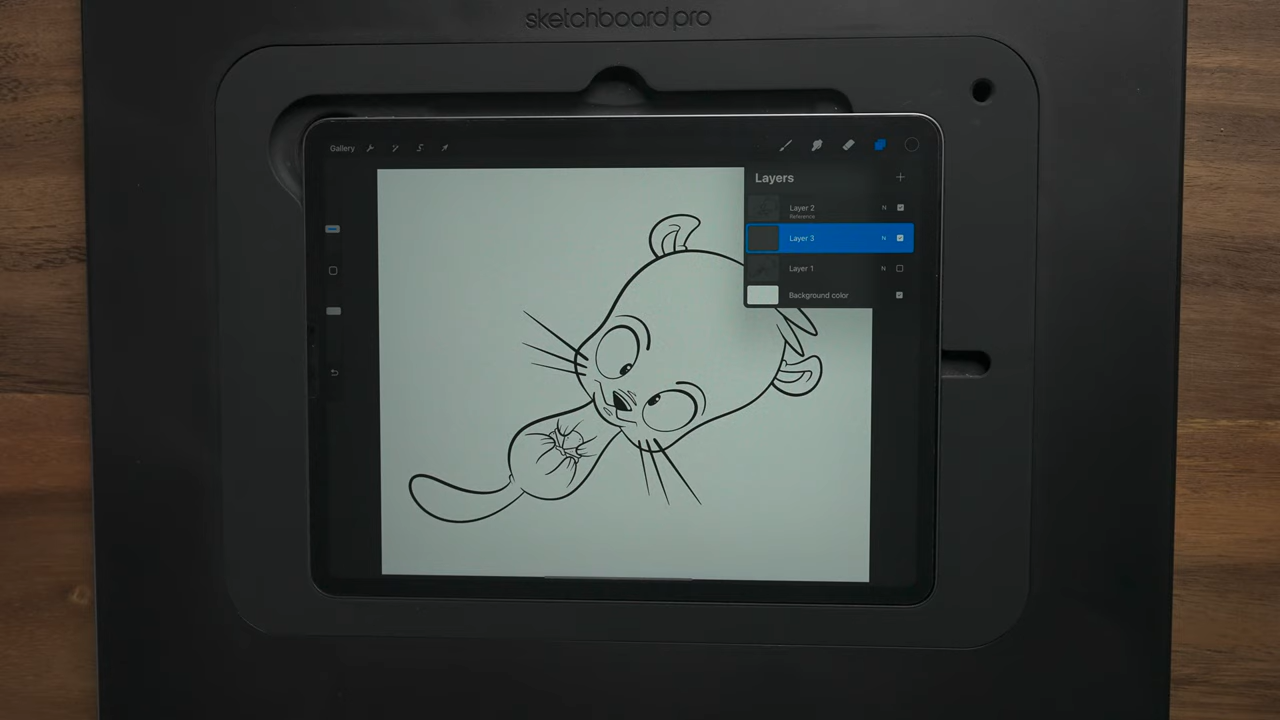 sketchboard pro
Gallery
Layers
Layer 2
N
Reference
Layer 3
N
Layer 1
N
Background color